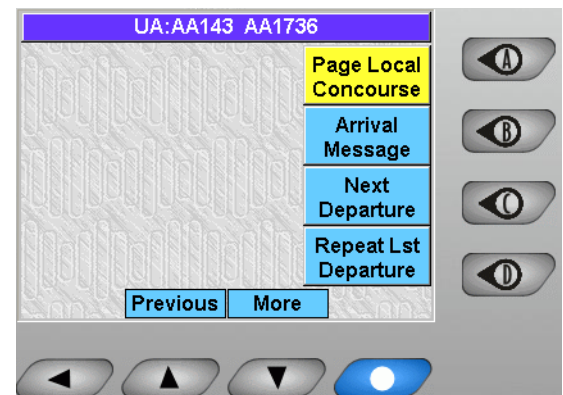 UA:AA143 AA1736
Page Local
Concourse
A
Arrival
Message
B
Next
Departure
C
Repeat Lst
Departure
D
Previous
More